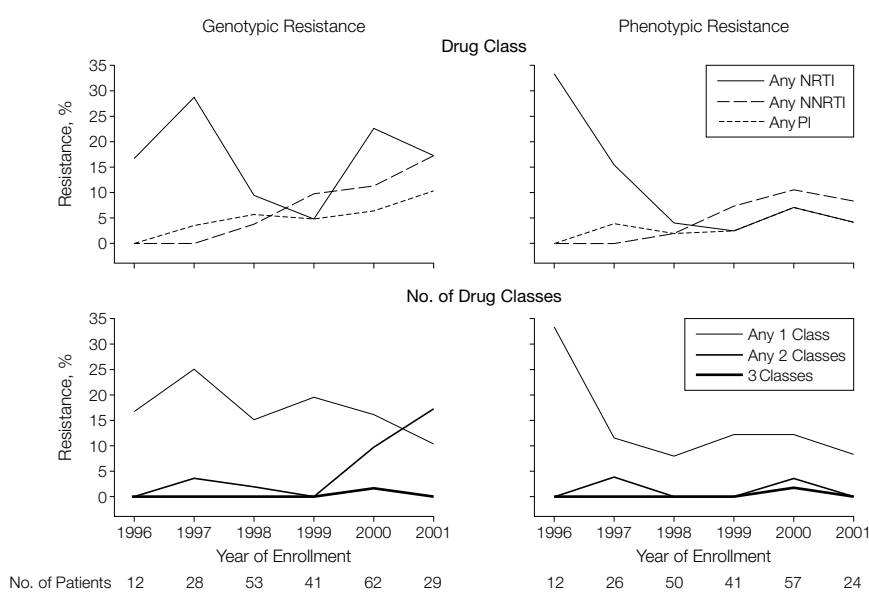 Genotypic Resistance
Phenotypic Resistance
Drug Class
35
30
25
20
15
10
5
0
Resistance, %
Any NRTI
Any NNRTI
Any PI
No. of Drug Classes
35
30
25
20
15
10
5
0
Resistance, %
Any 1 Class
Any 2 Classes
3 Classes
1996 1997 1998 1999 2000 2001
1996 1997 1998 1999 2000 2001
Year of Enrollment
Year of Enrollment
No. of Patients 12 28 53 41 62 29
12 26 50 41 57 24